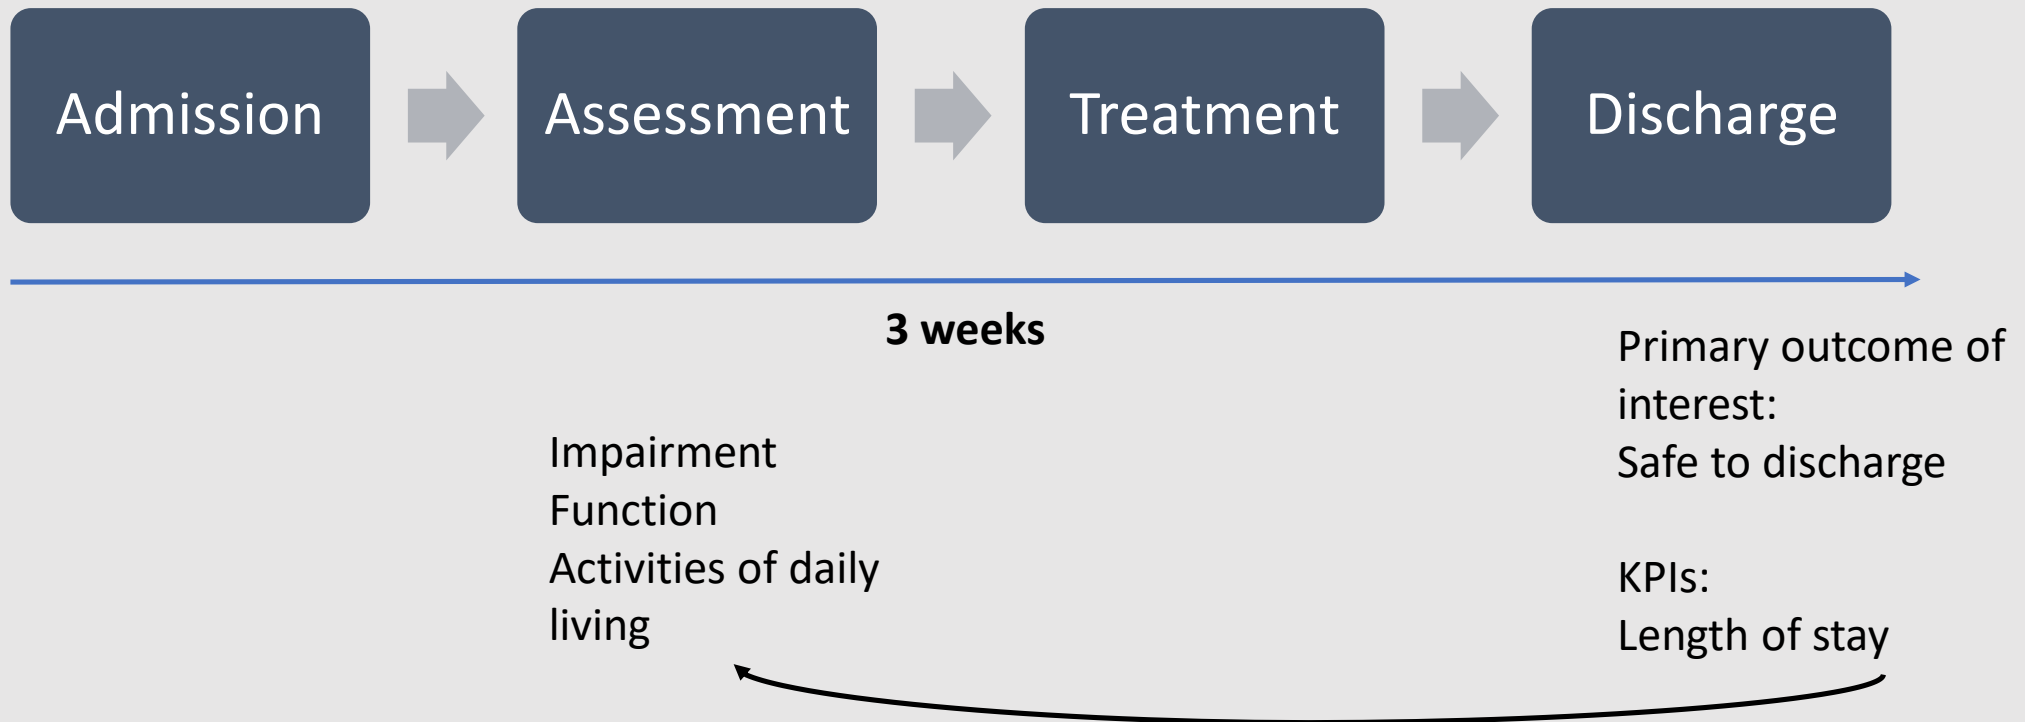 Admission
Assessment
Treatment
Discharge
3 weeks
Impairment
Function
Activities of daily
living
Primary outcome of
interest:
Safe to discharge
KPIs:
Length of stay